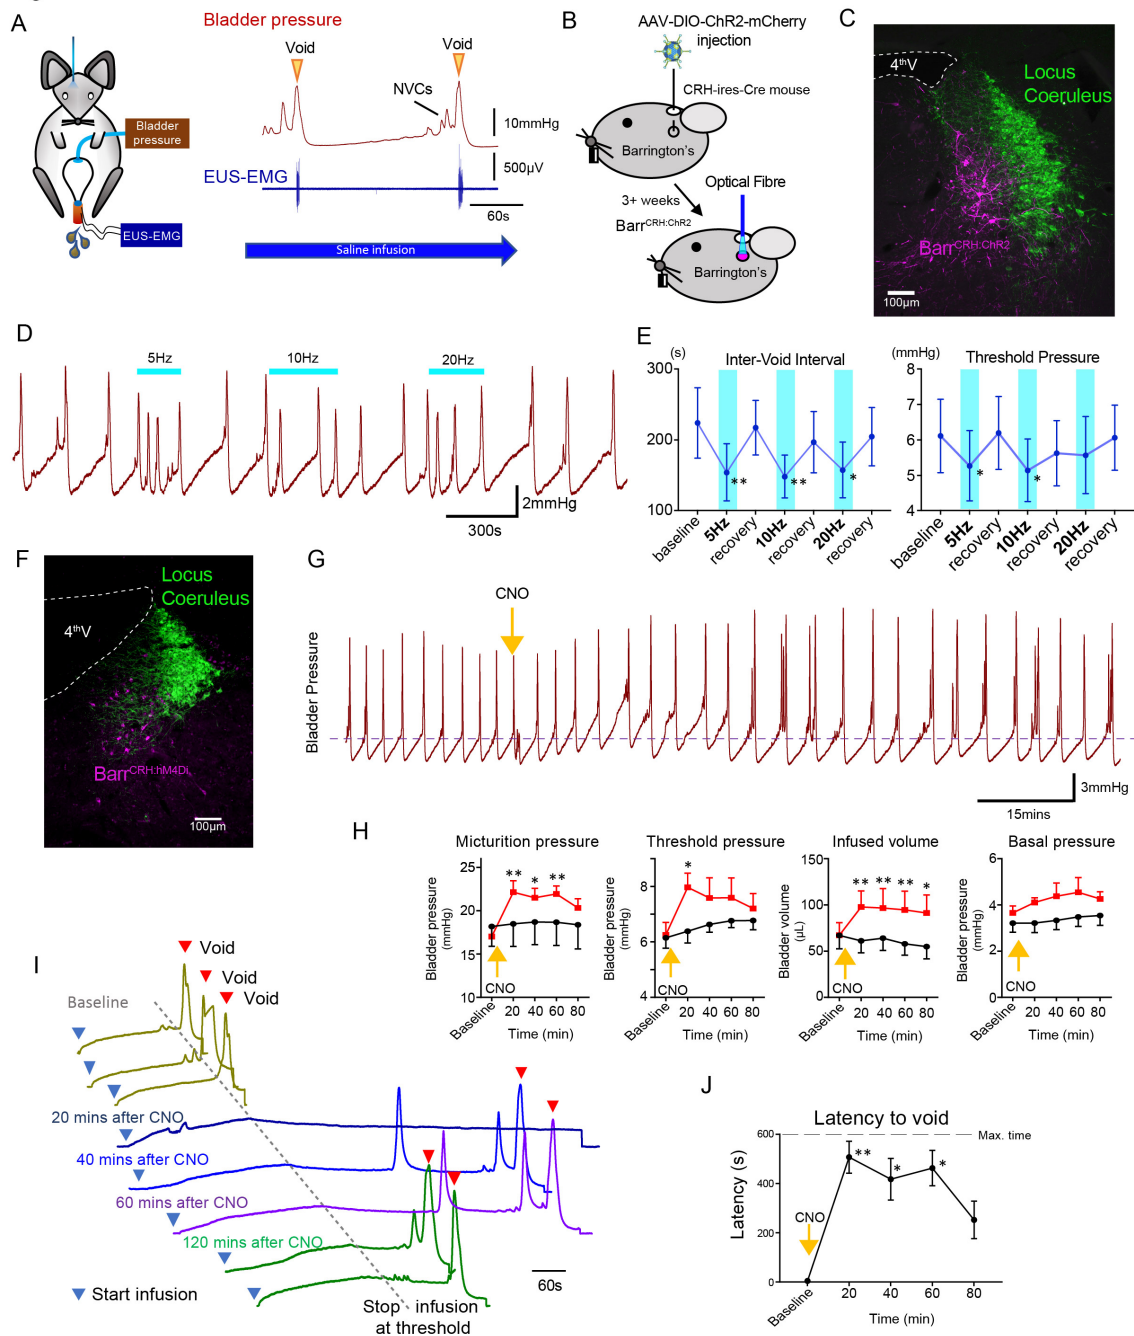 A
Bladder pressure
Void
Void
NVCs
10mmHg
500µV
EUS-EMG
60s
Bladder
pressure
EUS-EMG
Saline infusion
B
AAV-DIO-ChR2-mCherry
injection
CRH-ires-Cre mouse
Barrington's
3+ weeks
Optical Fibre
Barr^CRH:ChR2
Barrington's
C
4thV
Locus
Coeruleus
Barr^CRH:ChR2
100µm
D
5Hz
10Hz
20Hz
2mmHg
300s
E
(s)
Inter-Void Interval
300
200
100
**
**
*
baseline
5Hz
recovery
10Hz
recovery
20Hz
recovery
(mmHg)
Threshold Pressure
8
7
6
5
4
*
*
baseline
5Hz
recovery
10Hz
recovery
20Hz
recovery
F
Locus
Coeruleus
4thV
Barr^CRH:hM4Di
100µm
G
CNO
Bladder Pressure
3mmHg
15mins
H
Micturition pressure
Bladder pressure
(mmHg)
25
20
15
10
**
*
**
CNO
Baseline
20 40 60 80
Time (min)
Threshold pressure
Bladder pressure
(mmHg)
8
6
4
*
CNO
Baseline
20 40 60 80
Time (min)
Infused volume
Bladder volume
(µL)
150
100
50
0
**
**
**
*
CNO
Baseline
20 40 60 80
Time (min)
Basal pressure
Bladder pressure
(mmHg)
6
4
2
0
CNO
Baseline
20 40 60 80
Time (min)
I
Void
Void
Void
Baseline
20 mins after CNO
40 mins after CNO
60 mins after CNO
120 mins after CNO
Start infusion
Stop infusion
at threshold
60s
J
Latency to void
Latency (s)
600
400
200
0
Max. time
**
*
*
CNO
Baseline
20 40 60 80
Time (min)